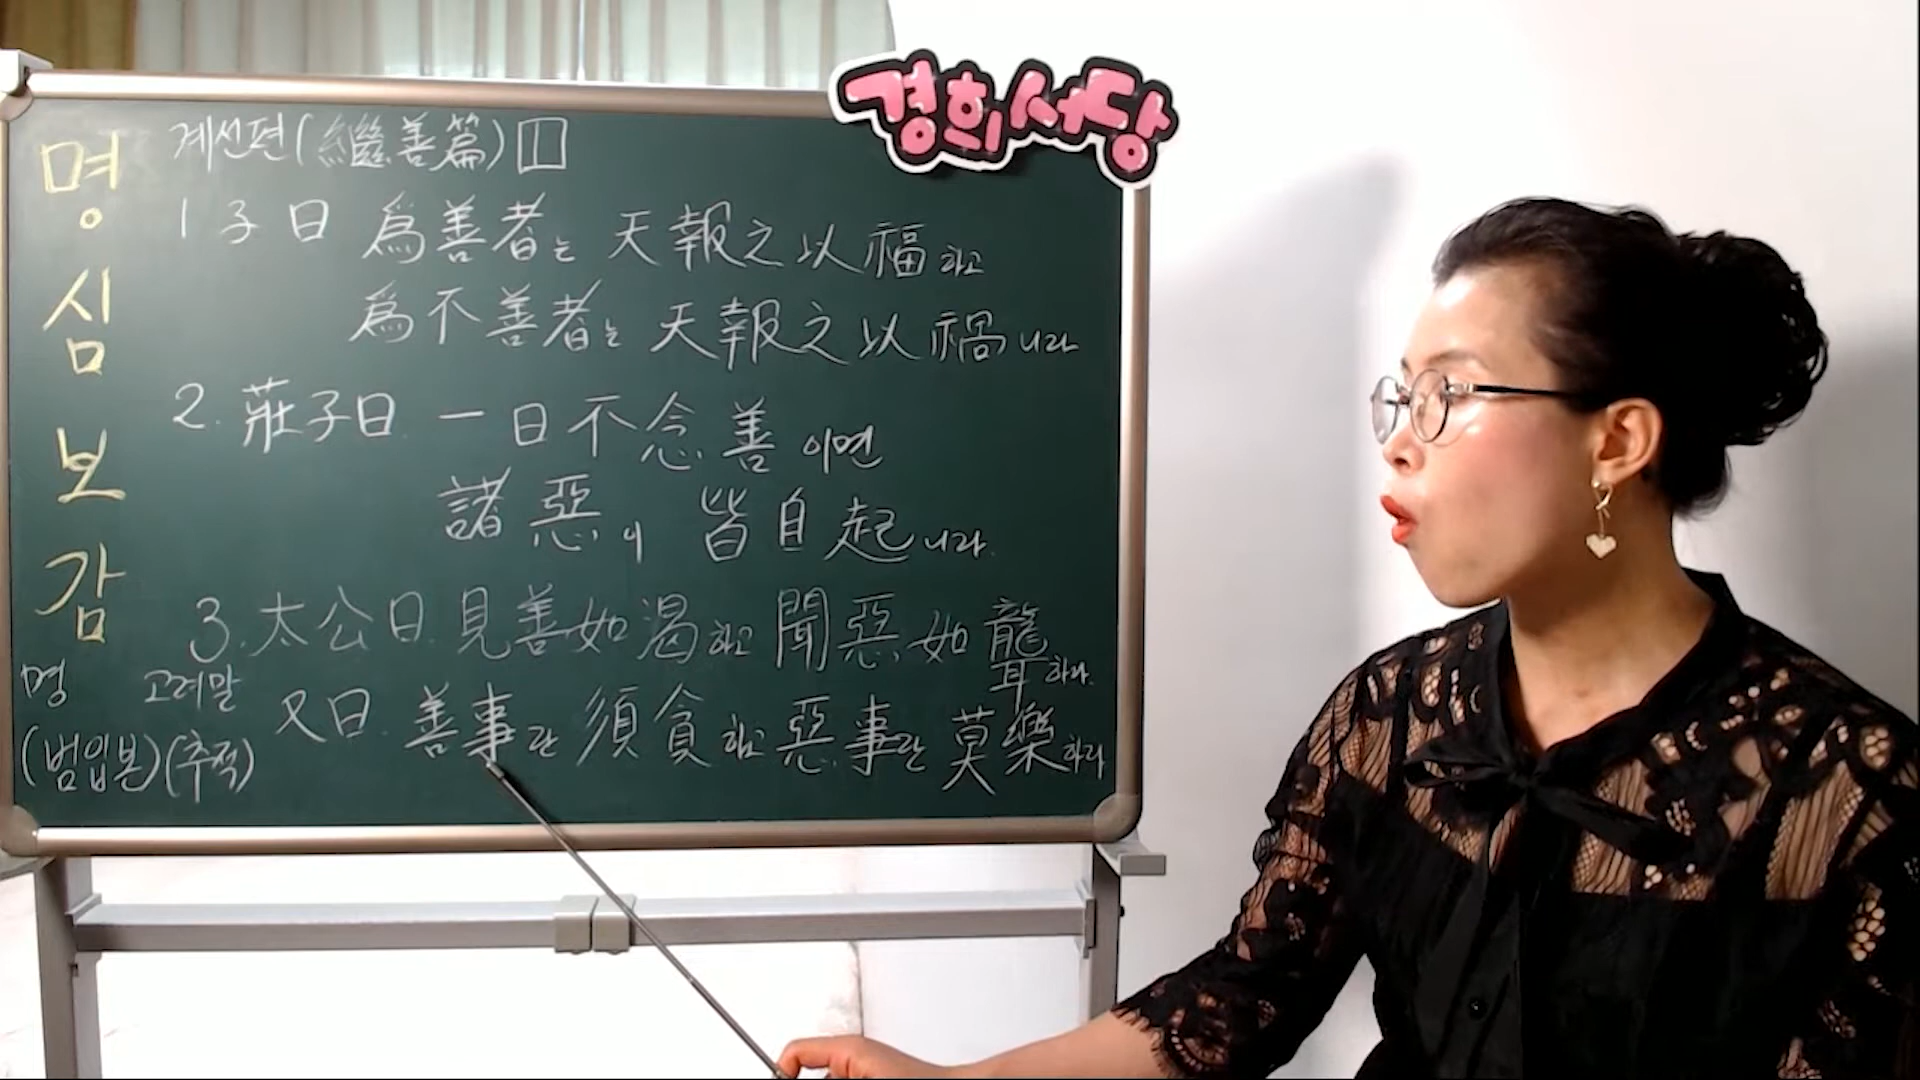 경희서당
명심보감
계선편(繼善篇) 1
1 子曰 爲善者는 天報之以福하고
爲不善者는 天報之以禍니라
2. 莊子曰 一日不念善이면
諸惡이 皆自起니라.
3. 太公曰 見善如渴하고 聞惡如聾하라.
又曰 善事란 須貪하고 惡事란 莫樂하라
명 고려말
(범입본)(추적)